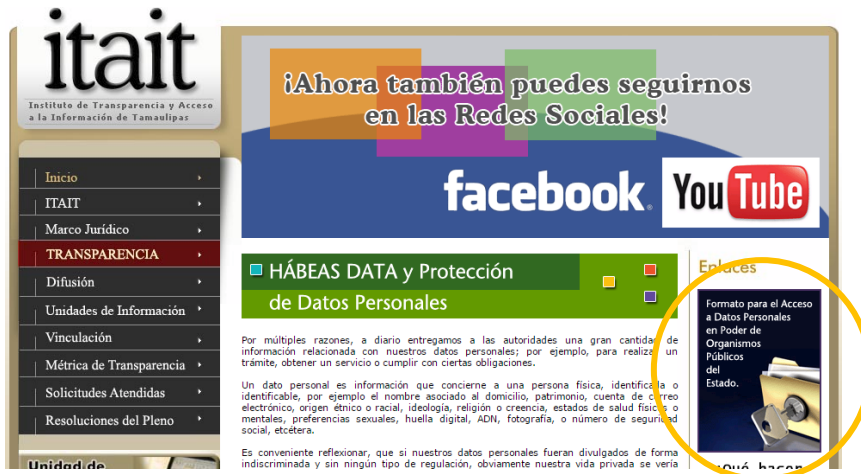 itait
Instituto de Transparencia y Acceso
a la Información de Tamaulipas
Inicio
ITAIT
Marco Jurídico
TRANSPARENCIA
Difusión
Unidades de Información
Vinculación
Métrica de Transparencia
Solicitudes Atendidas
Resoluciones del Pleno
Unidad de
¡Ahora también puedes seguirnos
en las Redes Sociales!
facebook.
YouTube
HÁBEAS DATA y Protección
de Datos Personales
Por múltiples razones, a diario entregamos a las autoridades una gran cantidad de
información relacionada con nuestros datos personales; por ejemplo, para realizar un
trámite, obtener un servicio o cumplir con ciertas obligaciones.
Un dato personal es información que concierne a una persona física, identificada o
identificable, por ejemplo el nombre asociado al domicilio, patrimonio, cuenta de correo
electrónico, origen étnico o racial, ideología, religión o creencia, estados de salud físicos o
mentales, preferencias sexuales, huella digital, ADN, fotografía, o número de seguridad
social, etcétera.
Es conveniente reflexionar, que si nuestros datos personales fueran divulgados de forma
indiscriminada y sin ningún tipo de regulación, obviamente nuestra vida privada se vería
Enlaces
Formato para el Acceso
a Datos Personales
en Poder de
Organismos
Públicos
del
Estado.
¿Qué hacer